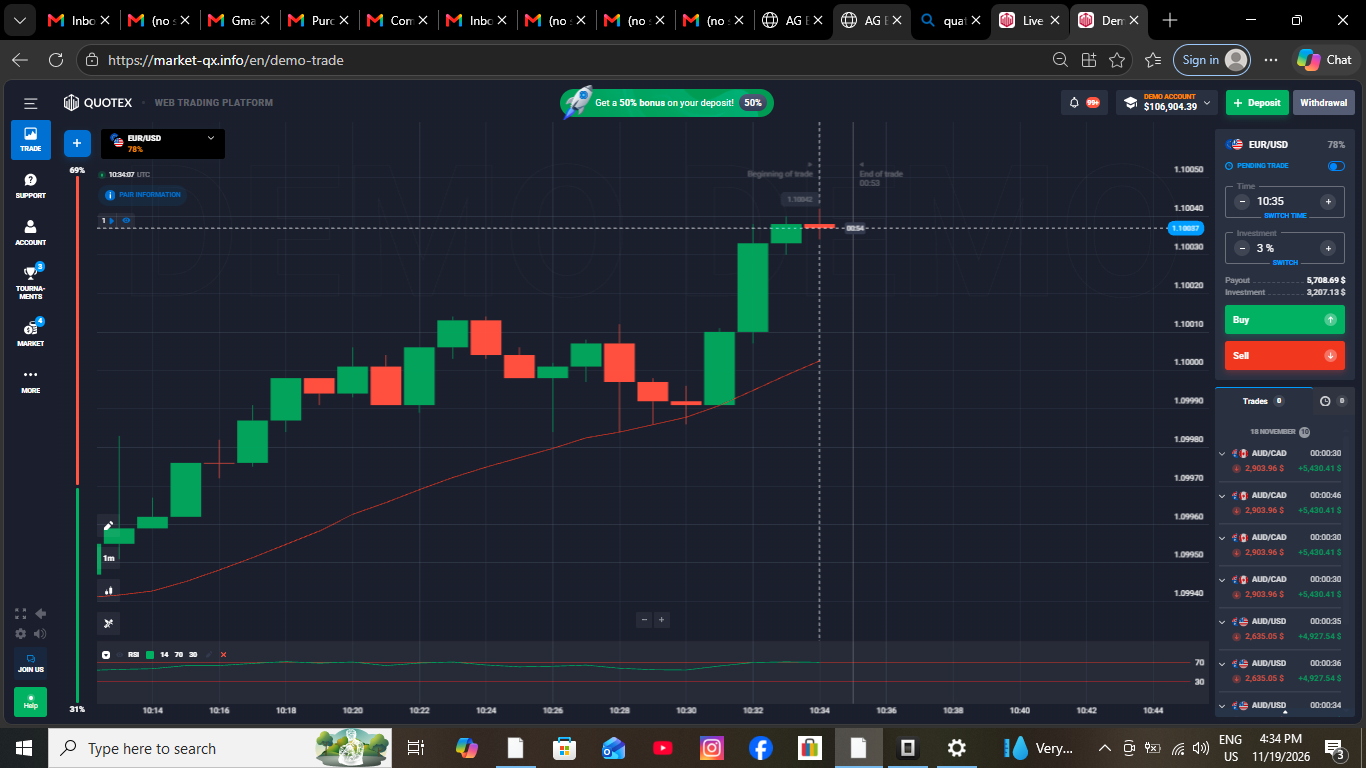 Inbo
(no s
Gma
Purc
Com
Inbo
(no s
(no s
(no s
AG E
AG E
quat
Live
Dem
https://market-qx.info/en/demo-trade
Sign in
Chat
QUOTEX
WEB TRADING PLATFORM
Get a 50% bonus on your deposit!
50%
99+
DEMO ACCOUNT
$106,904.39
+ Deposit
Withdrawal
TRADE
SUPPORT
ACCOUNT
3
TOURNA-
MENTS
4
MARKET
MORE
JOIN US
Help
+
EUR/USD
78%
69%
31%
10:34:07 UTC
PAIR INFORMATION
1
DEMO DEMO
Beginning of trade
End of trade
00:53
1.10042
00:54
1.10050
1.10040
1.10037
1.10030
1.10020
1.10010
1.10000
1.09990
1.09980
1.09970
1.09960
1.09950
1.09940
1m
RSI 14 70 30
70
30
10:14
10:16
10:18
10:20
10:22
10:24
10:26
10:28
10:30
10:32
10:34
10:36
10:38
10:40
10:42
10:44
EUR/USD 78%
PENDING TRADE
Time
10:35
SWITCH TIME
Investment
3 %
SWITCH
Payout 5,708.69 $
Investment 3,207.13 $
Buy
Sell
Trades 0
0
18 NOVEMBER 10
AUD/CAD 00:00:30
2,903.96 $ +5,430.41 $
AUD/CAD 00:00:46
2,903.96 $ +5,430.41 $
AUD/CAD 00:00:30
2,903.96 $ +5,430.41 $
AUD/CAD 00:00:30
2,903.96 $ +5,430.41 $
AUD/USD 00:00:35
2,635.05 $ +4,927.54 $
AUD/USD 00:00:36
2,635.05 $ +4,927.54 $
AUD/USD 00:00:34
Type here to search
Very...
ENG
US
4:34 PM
11/19/2026
3